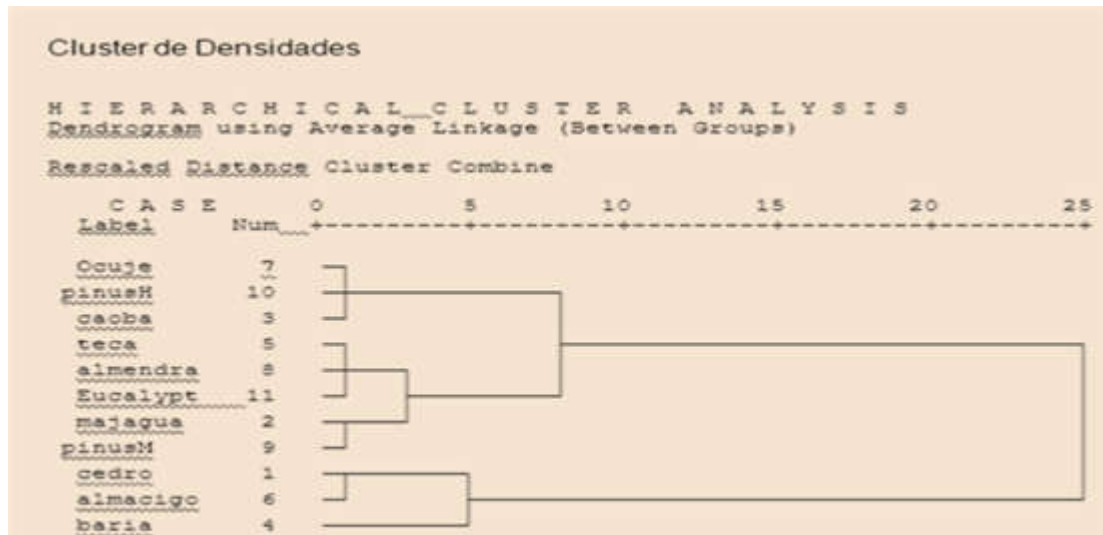 Cluster de Densidades
H I E R A R C H I C A L__C L U S T E R   A N A L Y S I S
Dendrogram using Average Linkage (Between Groups)
Rescaled Distance Cluster Combine
C A S E 0 5 10 15 20 25
Label Num
Ocuje 7
pinusH 10
caoba 3
teca 5
almendra 8
Eucalypt 11
majagua 2
pinusM 9
cedro 1
almacigo 6
baria 4